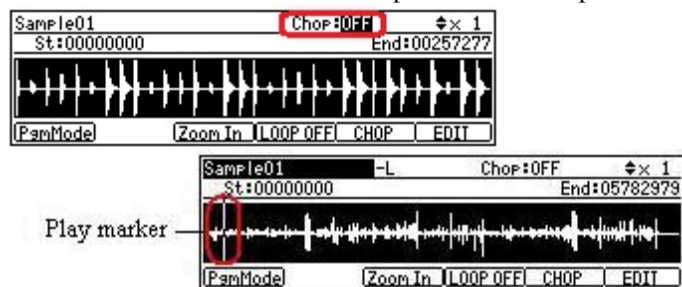 Sample01 Chop:OFF x 1
St:00000000 End:00257277
PgmMode Zoom In LOOP OFF CHOP EDIT
Sample01 -L Chop:OFF x 1
St:00000000 End:05782979
Play marker
PgmMode Zoom In LOOP OFF CHOP EDIT